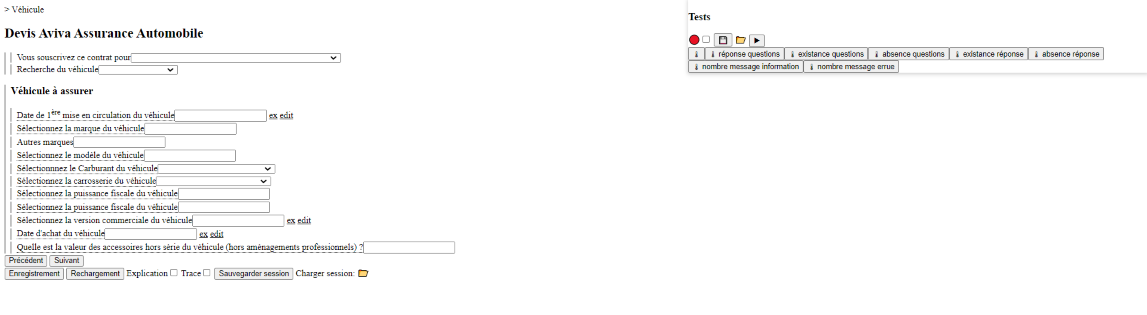 > Véhicule
Devis Aviva Assurance Automobile
Vous souscrivez ce contrat pour
Recherche du véhicule
Véhicule à assurer
Date de 1ère mise en circulation du véhicule ex edit
Sélectionnez la marque du véhicule
Autres marques
Sélectionnez le modèle du véhicule
Sélectionnnez le Carburant du véhicule
Sélectionnez la carrosserie du véhicule
Sélectionnez la puissance fiscale du véhicule
Sélectionnez la puissance fiscale du véhicule
Sélectionnez la version commerciale du véhicule ex edit
Date d'achat du véhicule ex edit
Quelle est la valeur des accessoires hors série du véhicule (hors aménagements professionnels) ?
Précédent Suivant
Enregistrement Rechargement Explication Trace Sauvegarder session Charger session:
Tests
réponse questions existance questions absence questions existance réponse absence réponse
nombre message information nombre message errue